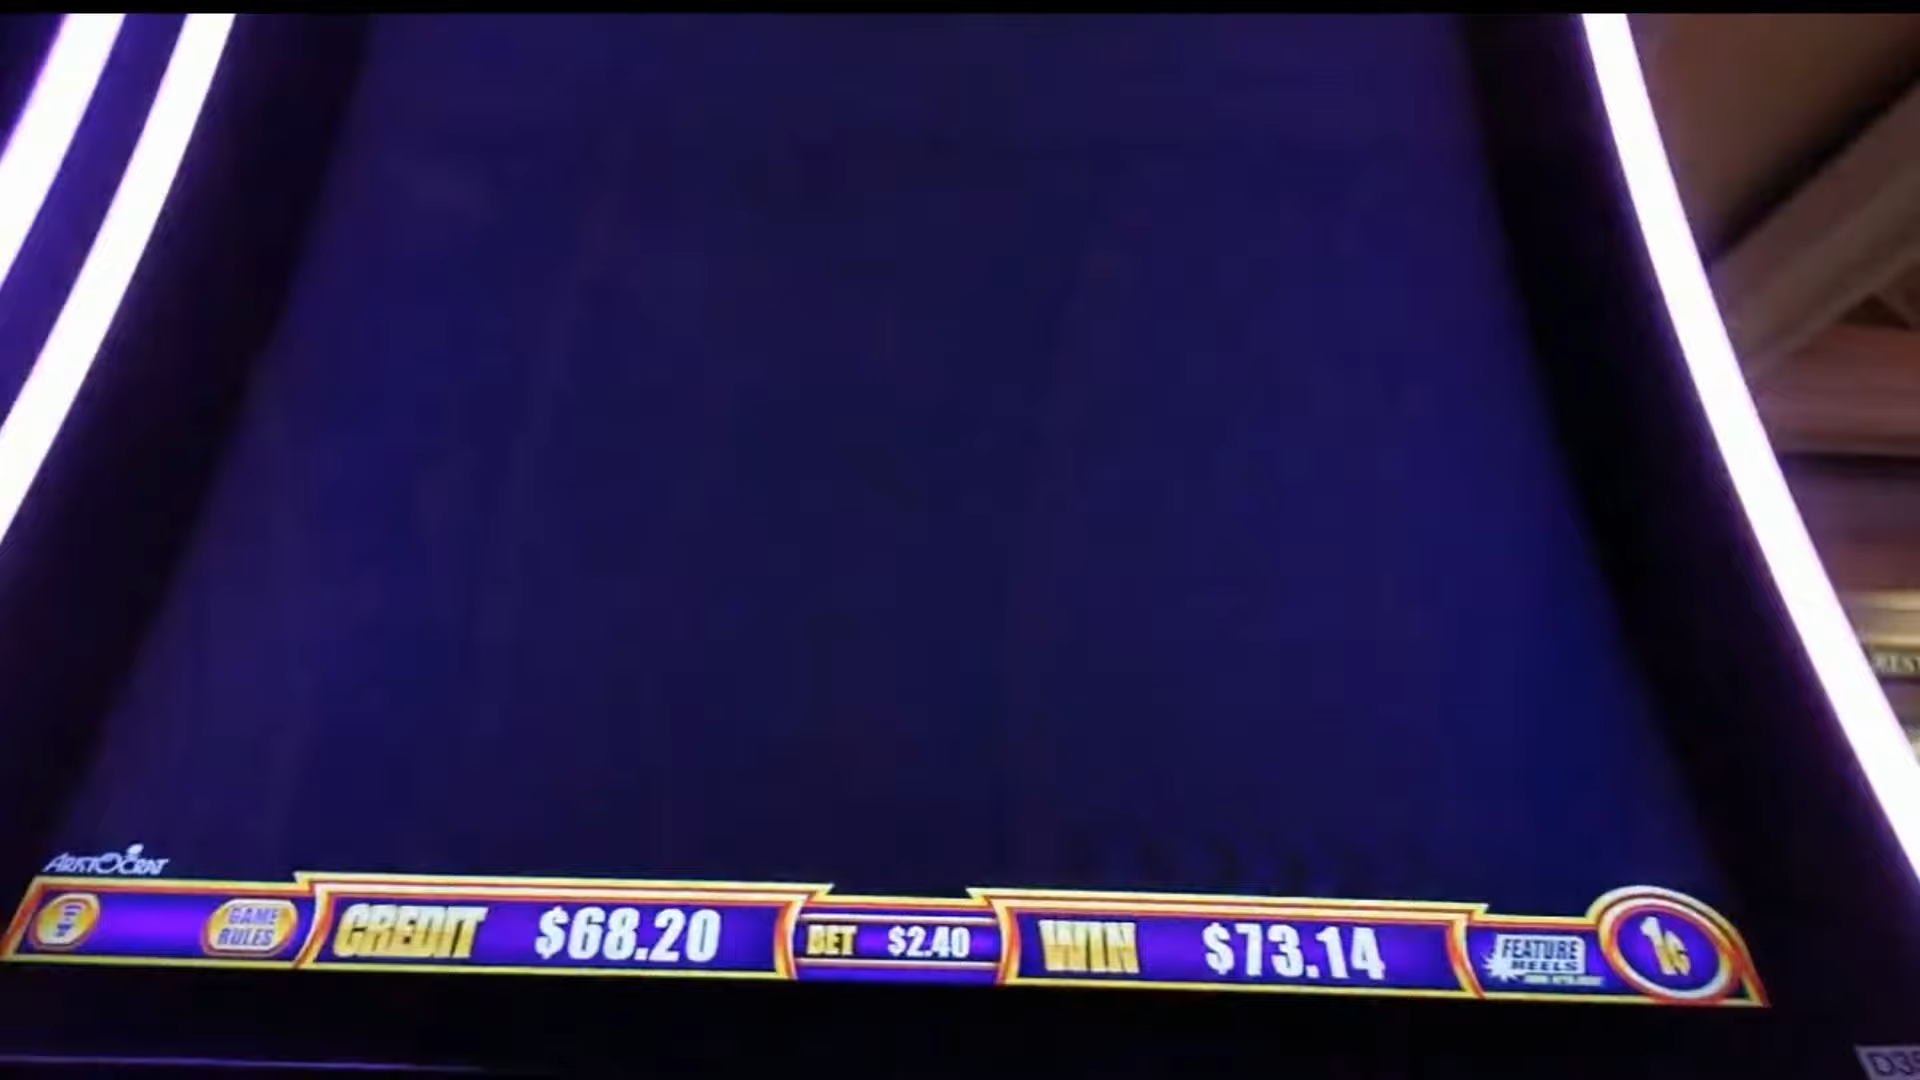 ARISTOCRAT
GAME RULES
CREDIT $68.20
BET $2.40
WIN $73.14
FEATURE REELS
1¢